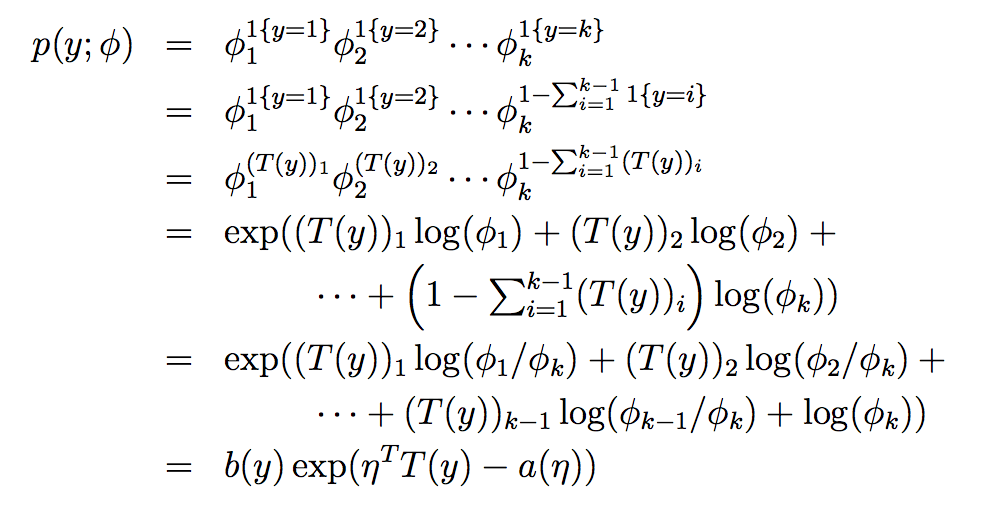 p(y; φ) = φ_1^{1{y=1}} φ_2^{1{y=2}} ⋯ φ_k^{1{y=k}}
= φ_1^{1{y=1}} φ_2^{1{y=2}} ⋯ φ_k^{1−∑_{i=1}^{k−1} 1{y=i}}
= φ_1^{(T(y))_1} φ_2^{(T(y))_2} ⋯ φ_k^{1−∑_{i=1}^{k−1} (T(y))_i}
= exp((T(y))_1 log(φ_1) + (T(y))_2 log(φ_2) +
⋯ + (1 − ∑_{i=1}^{k−1} (T(y))_i) log(φ_k))
= exp((T(y))_1 log(φ_1/φ_k) + (T(y))_2 log(φ_2/φ_k) +
⋯ + (T(y))_{k−1} log(φ_{k−1}/φ_k) + log(φ_k))
= b(y) exp(η^T T(y) − a(η))